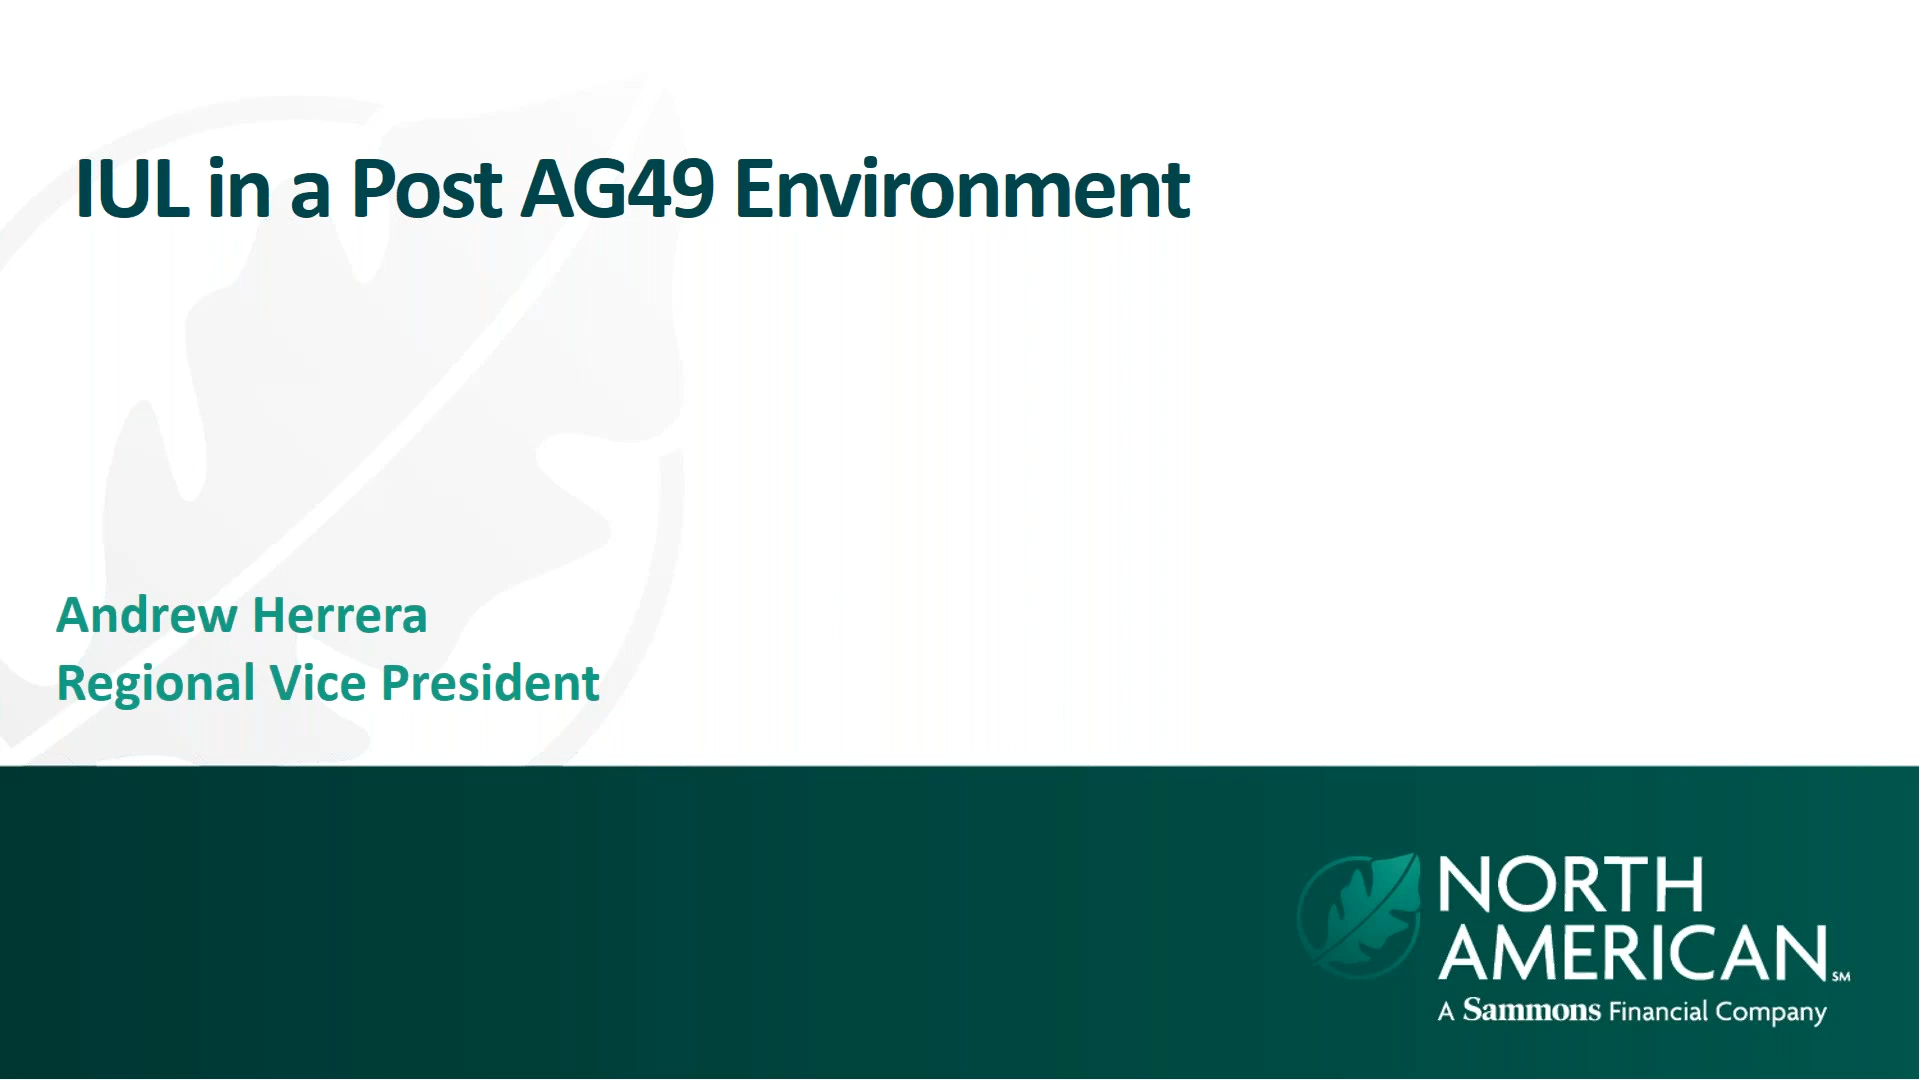 IUL in a Post AG49 Environment
Andrew Herrera
Regional Vice President
NORTH
AMERICAN SM
A Sammons Financial Company